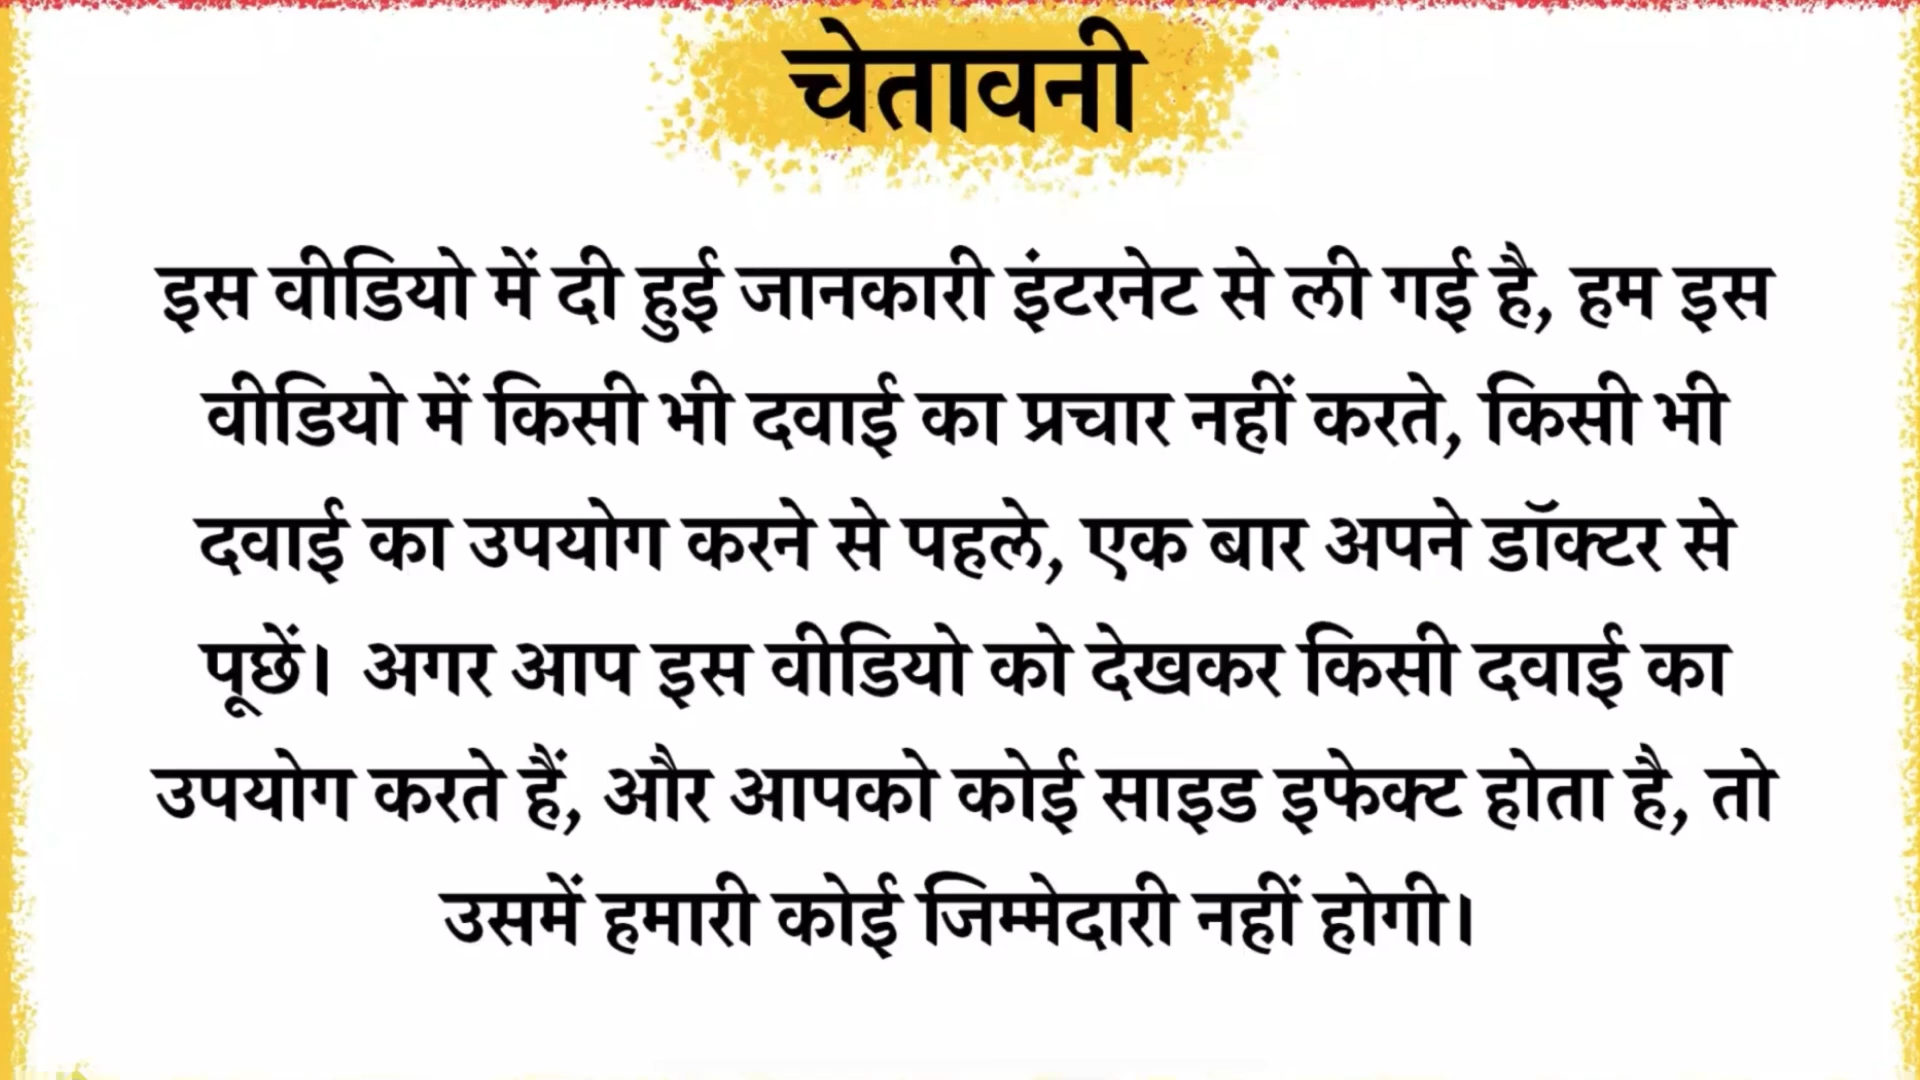 चेतावनी
इस वीडियो में दी हुई जानकारी इंटरनेट से ली गई है, हम इस
वीडियो में किसी भी दवाई का प्रचार नहीं करते, किसी भी
दवाई का उपयोग करने से पहले, एक बार अपने डॉक्टर से
पूछें। अगर आप इस वीडियो को देखकर किसी दवाई का
उपयोग करते हैं, और आपको कोई साइड इफेक्ट होता है, तो
उसमें हमारी कोई जिम्मेदारी नहीं होगी।